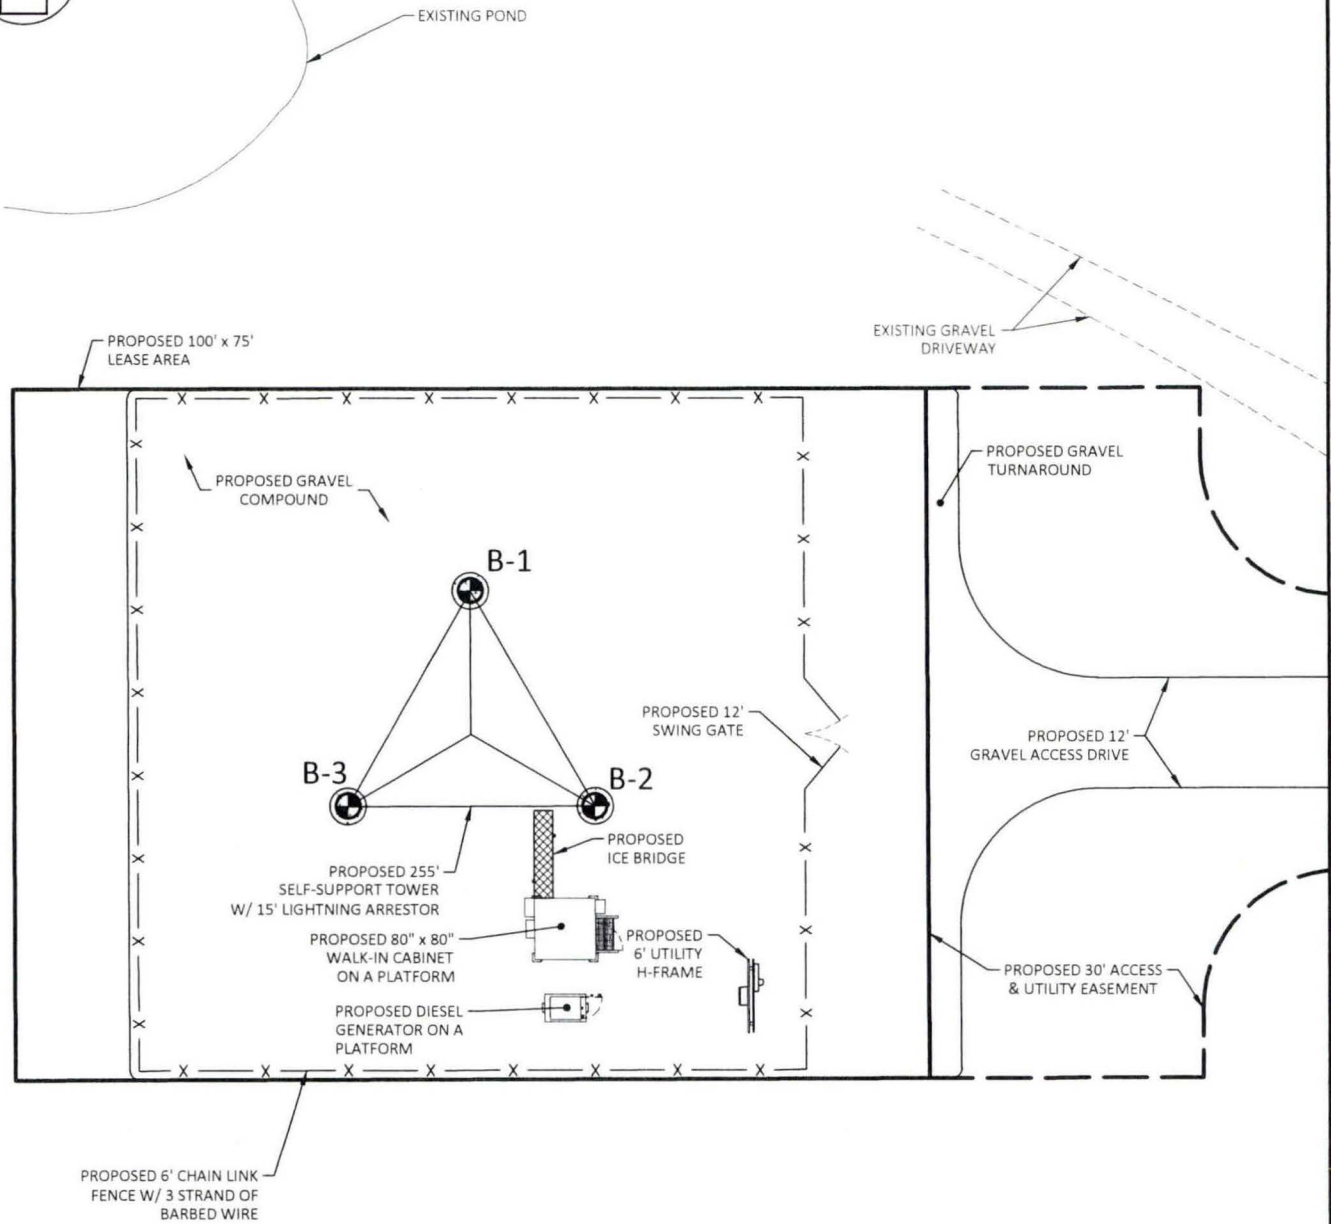 EXISTING POND
EXISTING GRAVEL
DRIVEWAY
PROPOSED 100' x 75'
LEASE AREA
PROPOSED GRAVEL
TURNAROUND
PROPOSED GRAVEL
COMPOUND
B-1
PROPOSED 12'
SWING GATE
PROPOSED 12'
GRAVEL ACCESS DRIVE
B-3
B-2
PROPOSED
ICE BRIDGE
PROPOSED 255'
SELF-SUPPORT TOWER
W/ 15' LIGHTNING ARRESTOR
PROPOSED 80" x 80"
WALK-IN CABINET
ON A PLATFORM
PROPOSED
6' UTILITY
H-FRAME
PROPOSED 30' ACCESS
& UTILITY EASEMENT
PROPOSED DIESEL
GENERATOR ON A
PLATFORM
PROPOSED 6' CHAIN LINK
FENCE W/ 3 STRAND OF
BARBED WIRE